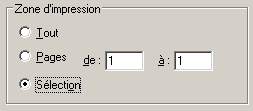 Zone d'impression
Tout
Pages de : 1 à : 1
Sélection